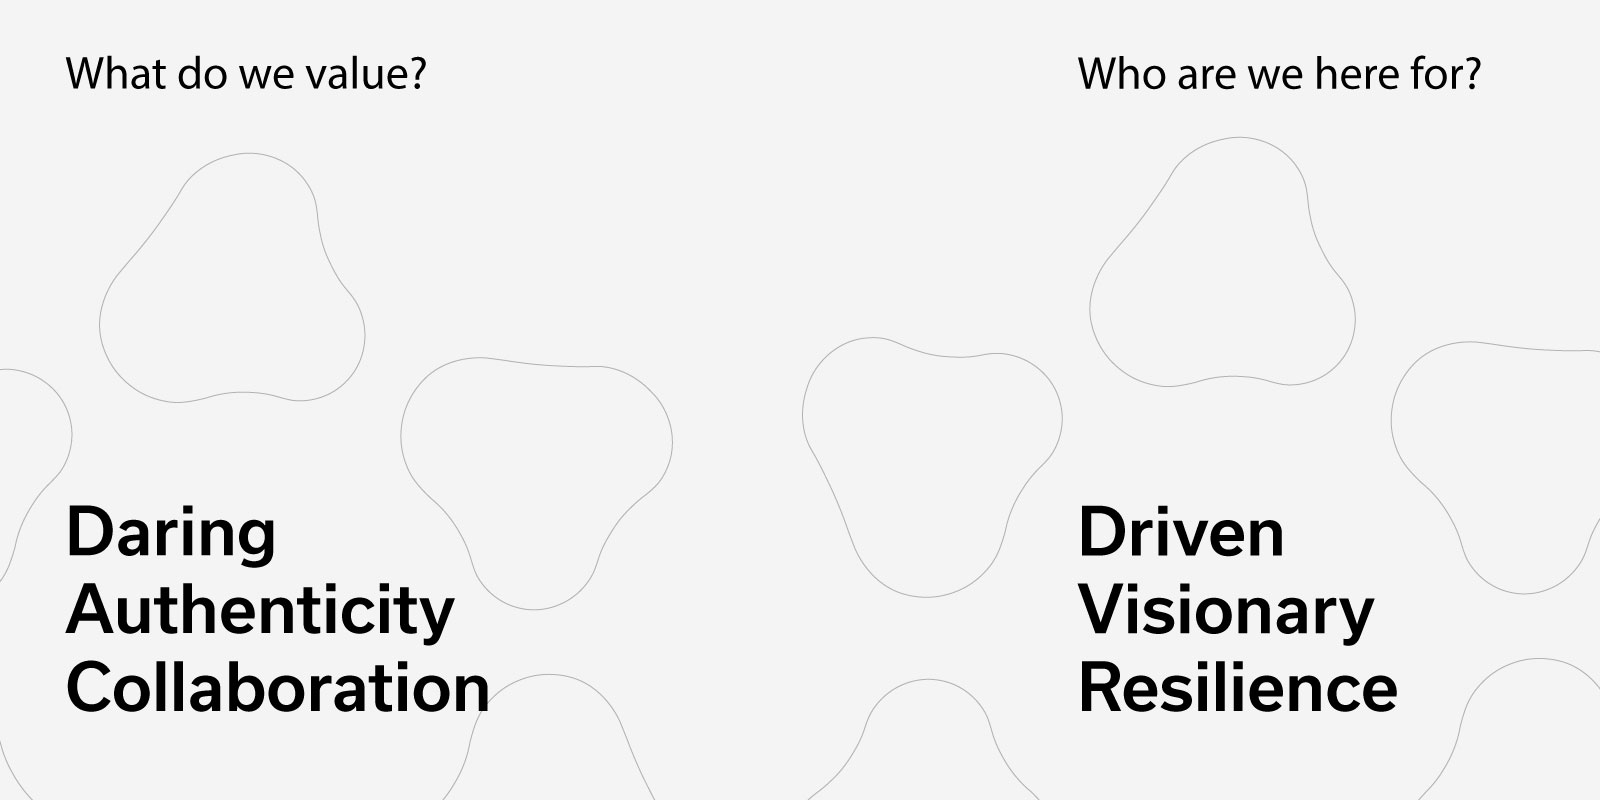 What do we value?
Daring
Authenticity
Collaboration
Who are we here for?
Driven
Visionary
Resilience